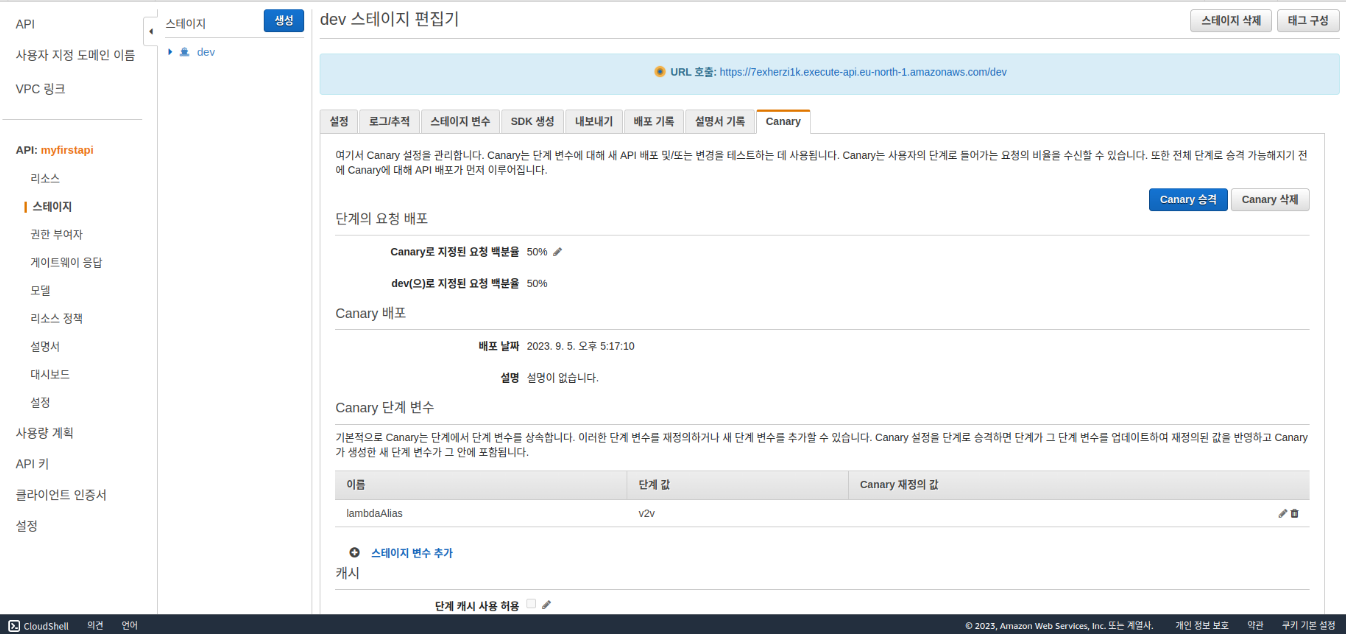 API
사용자 지정 도메인 이름
VPC 링크
API: myfirstapi
리소스
스테이지
권한 부여자
게이트웨이 응답
모델
리소스 정책
설명서
대시보드
설정
사용량 계획
API 키
클라이언트 인증서
설정
스테이지
생성
dev
dev 스테이지 편집기
스테이지 삭제
태그 구성
URL 호출: https://7exherzi1k.execute-api.eu-north-1.amazonaws.com/dev
설정
로그/추적
스테이지 변수
SDK 생성
내보내기
배포 기록
설명서 기록
Canary
여기서 Canary 설정을 관리합니다. Canary는 단계 변수에 대해 새 API 배포 및/또는 변경을 테스트하는 데 사용됩니다. Canary는 사용자의 단계로 들어가는 요청의 비율을 수신할 수 있습니다. 또한 전체 단계로 승격 가능해지기 전
에 Canary에 대해 API 배포가 먼저 이루어집니다.
Canary 승격
Canary 삭제
단계의 요청 배포
Canary로 지정된 요청 백분율 50%
dev(으)로 지정된 요청 백분율 50%
Canary 배포
배포 날짜 2023. 9. 5. 오후 5:17:10
설명 설명이 없습니다.
Canary 단계 변수
기본적으로 Canary는 단계에서 단계 변수를 상속합니다. 이러한 단계 변수를 재정의하거나 새 단계 변수를 추가할 수 있습니다. Canary 설정을 단계로 승격하면 단계가 그 단계 변수를 업데이트하여 재정의된 값을 반영하고 Canary
가 생성한 새 단계 변수가 그 안에 포함됩니다.
이름 단계 값 Canary 재정의 값
lambdaAlias v2v
스테이지 변수 추가
캐시
단계 캐시 사용 허용
CloudShell 의견 언어 © 2023, Amazon Web Services, Inc. 또는 계열사. 개인 정보 보호 약관 쿠키 기본 설정